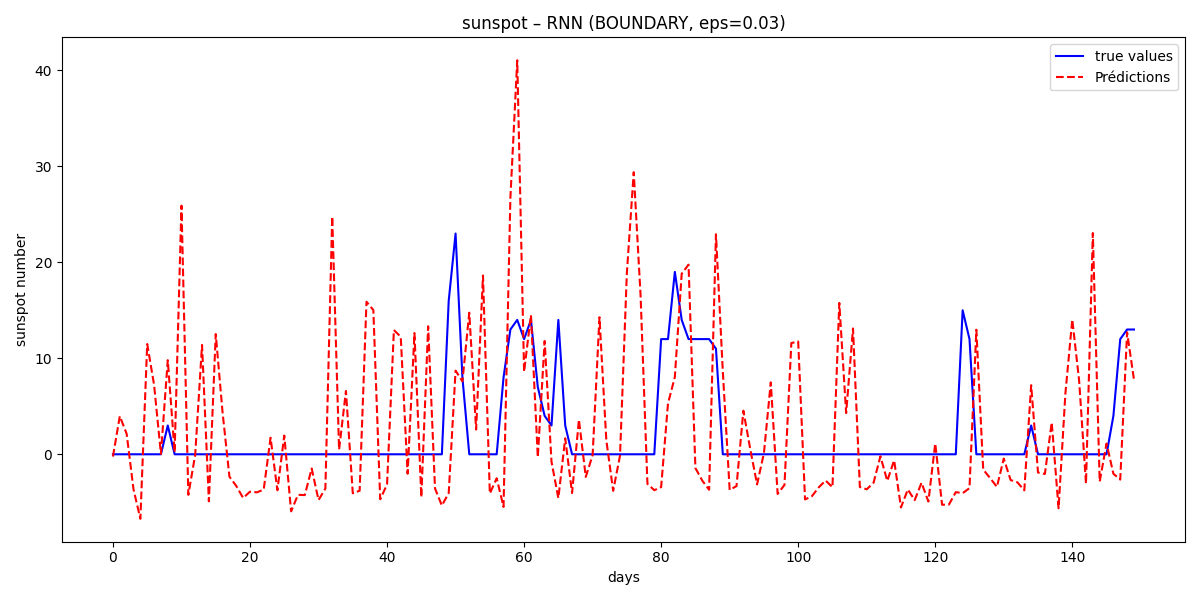 sunspot – RNN (BOUNDARY, eps=0.03)
true values
Prédictions
sunspot number
40
30
20
10
0
0 20 40 60 80 100 120 140
days